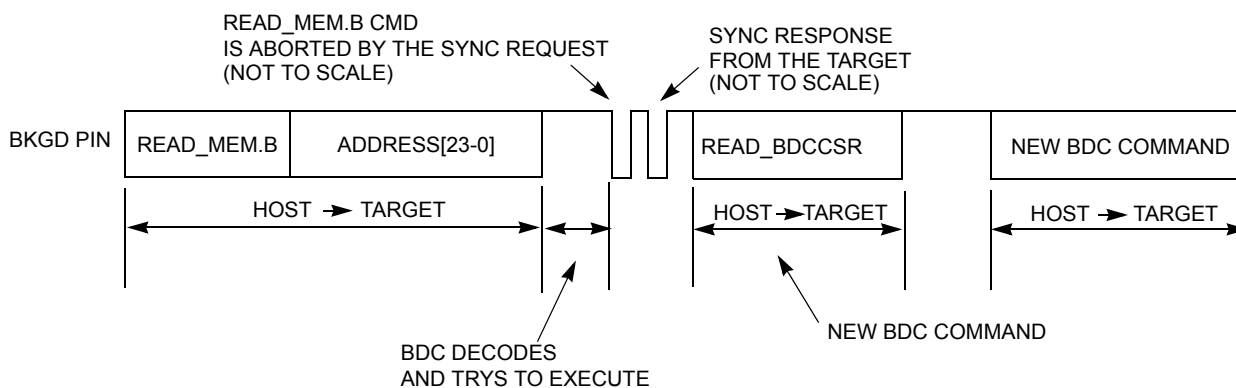 READ_MEM.B CMD
IS ABORTED BY THE SYNC REQUEST
(NOT TO SCALE)
SYNC RESPONSE
FROM THE TARGET
(NOT TO SCALE)
BKGD PIN
READ_MEM.B
ADDRESS[23-0]
READ_BDCCSR
NEW BDC COMMAND
HOST TARGET
HOST TARGET
HOST TARGET
NEW BDC COMMAND
BDC DECODES
AND TRYS TO EXECUTE